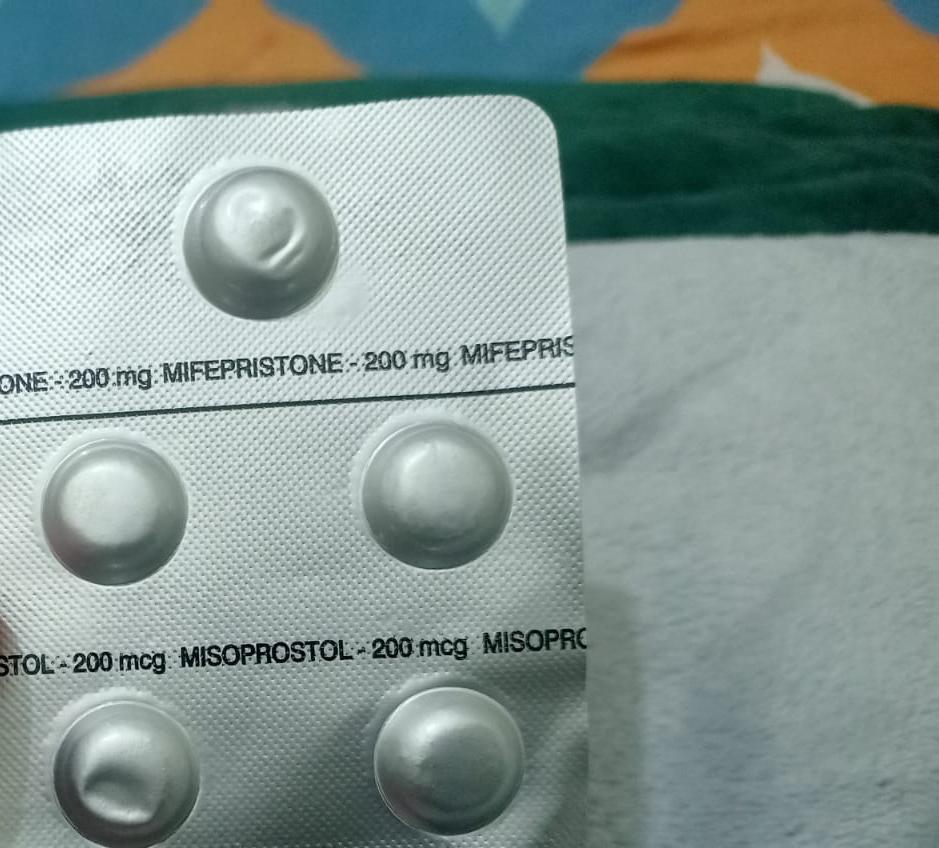 ONE - 200 mg MIFEPRISTONE - 200 mg MIFEPRIS
STOL - 200 mcg MISOPROSTOL - 200 mcg MISOPRO